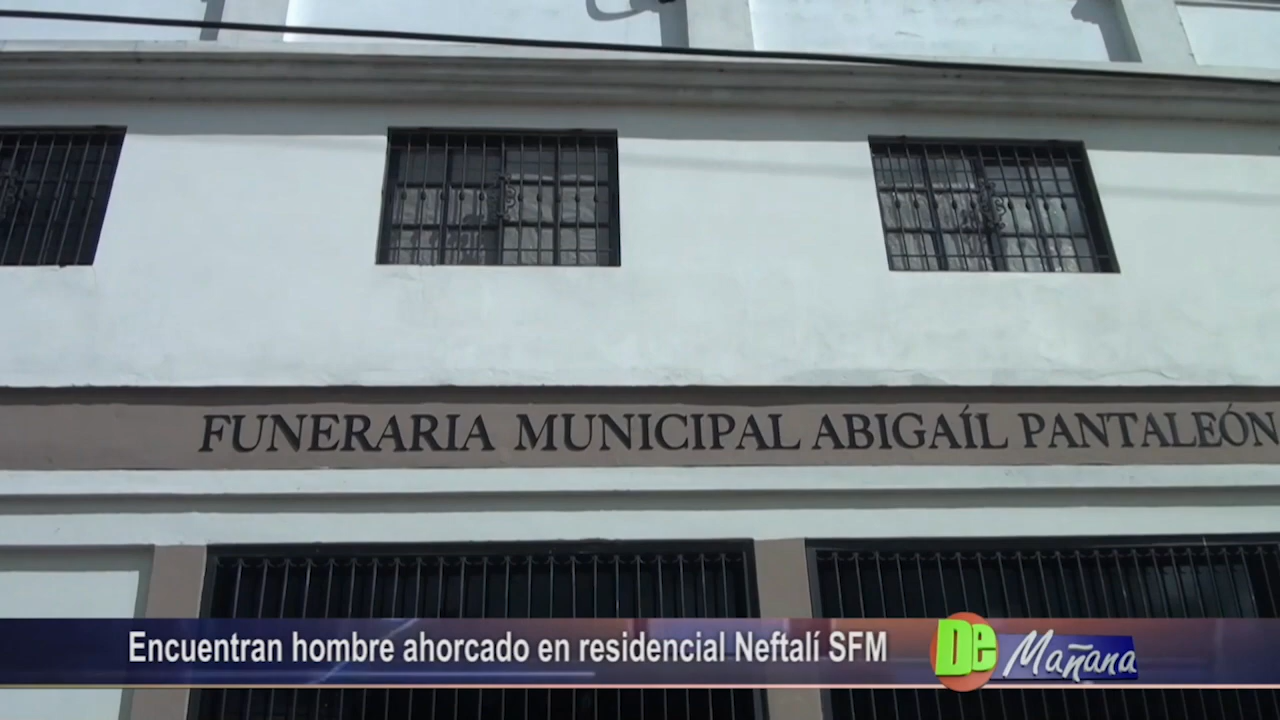 FUNERARIA MUNICIPAL ABIGAÍL PANTALEÓN
Encuentran hombre ahorcado en residencial Neftalí SFM
De Mañana